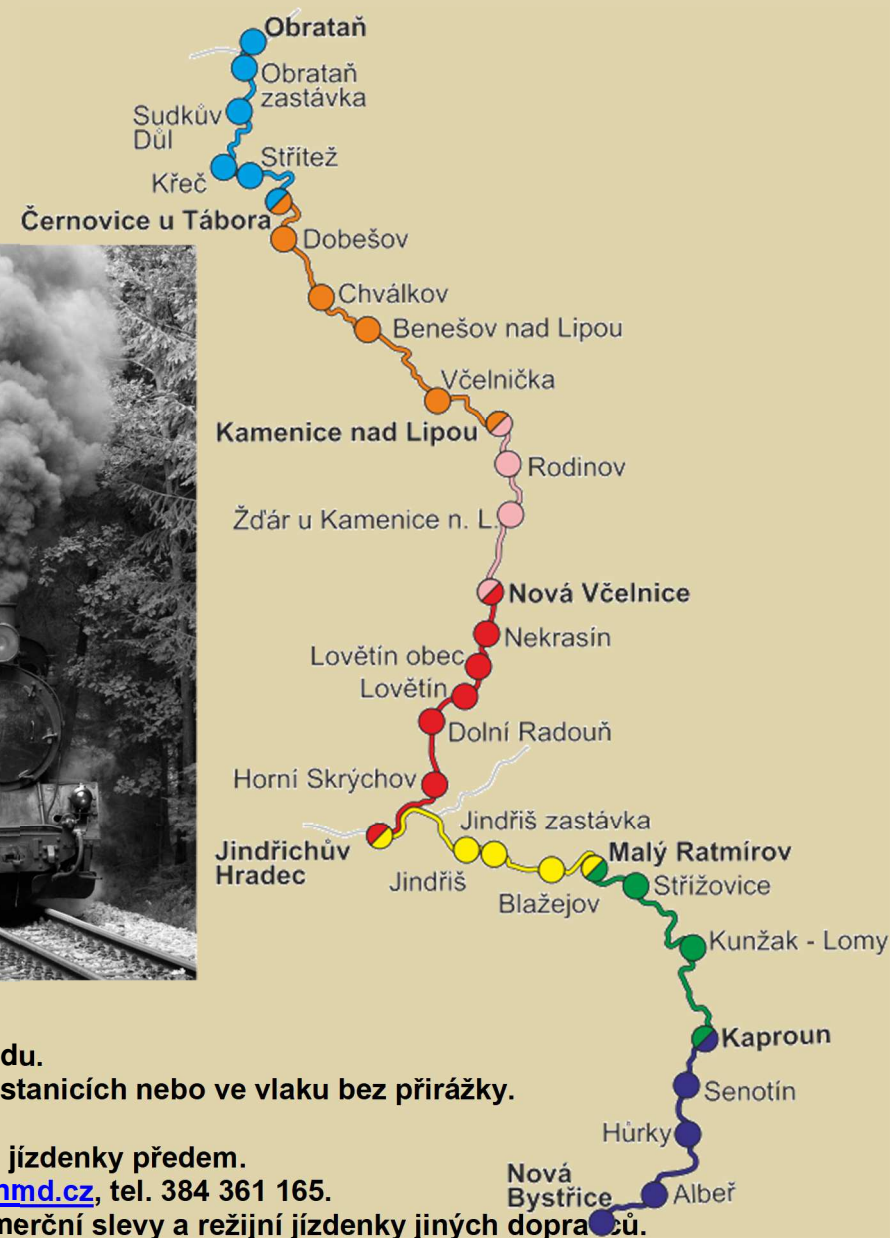 Obrataň
Obrataň
zastávka
Sudkův
Důl
Střítež
Křeč
Černovice u Tábora
Dobešov
Chválkov
Benešov nad Lipou
Včelnička
Kamenice nad Lipou
Rodinov
Žďár u Kamenice n. L.
Nová Včelnice
Nekrasín
Lovětín obec
Lovětín
Dolní Radouň
Horní Skrýchov
Jindřiš zastávka
Jindřichův
Hradec
Malý Ratmírov
Jindřiš
Střížovice
Blažejov
Kunžak - Lomy
Kaproun
du.
stanicích nebo ve vlaku bez přirážky.
Senotín
Hůrky
jízdenky předem.
Nová
Bystřice
Albeř
hmd.cz, tel. 384 361 165.
merční slevy a režijní jízdenky jiných dopra ců.